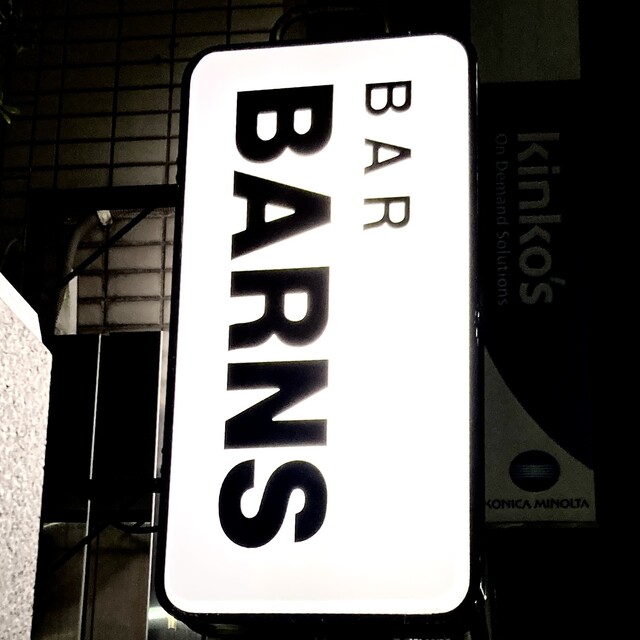 BAR
BARNS
kinko's
On Demand Solutions
KONICA MINOLTA